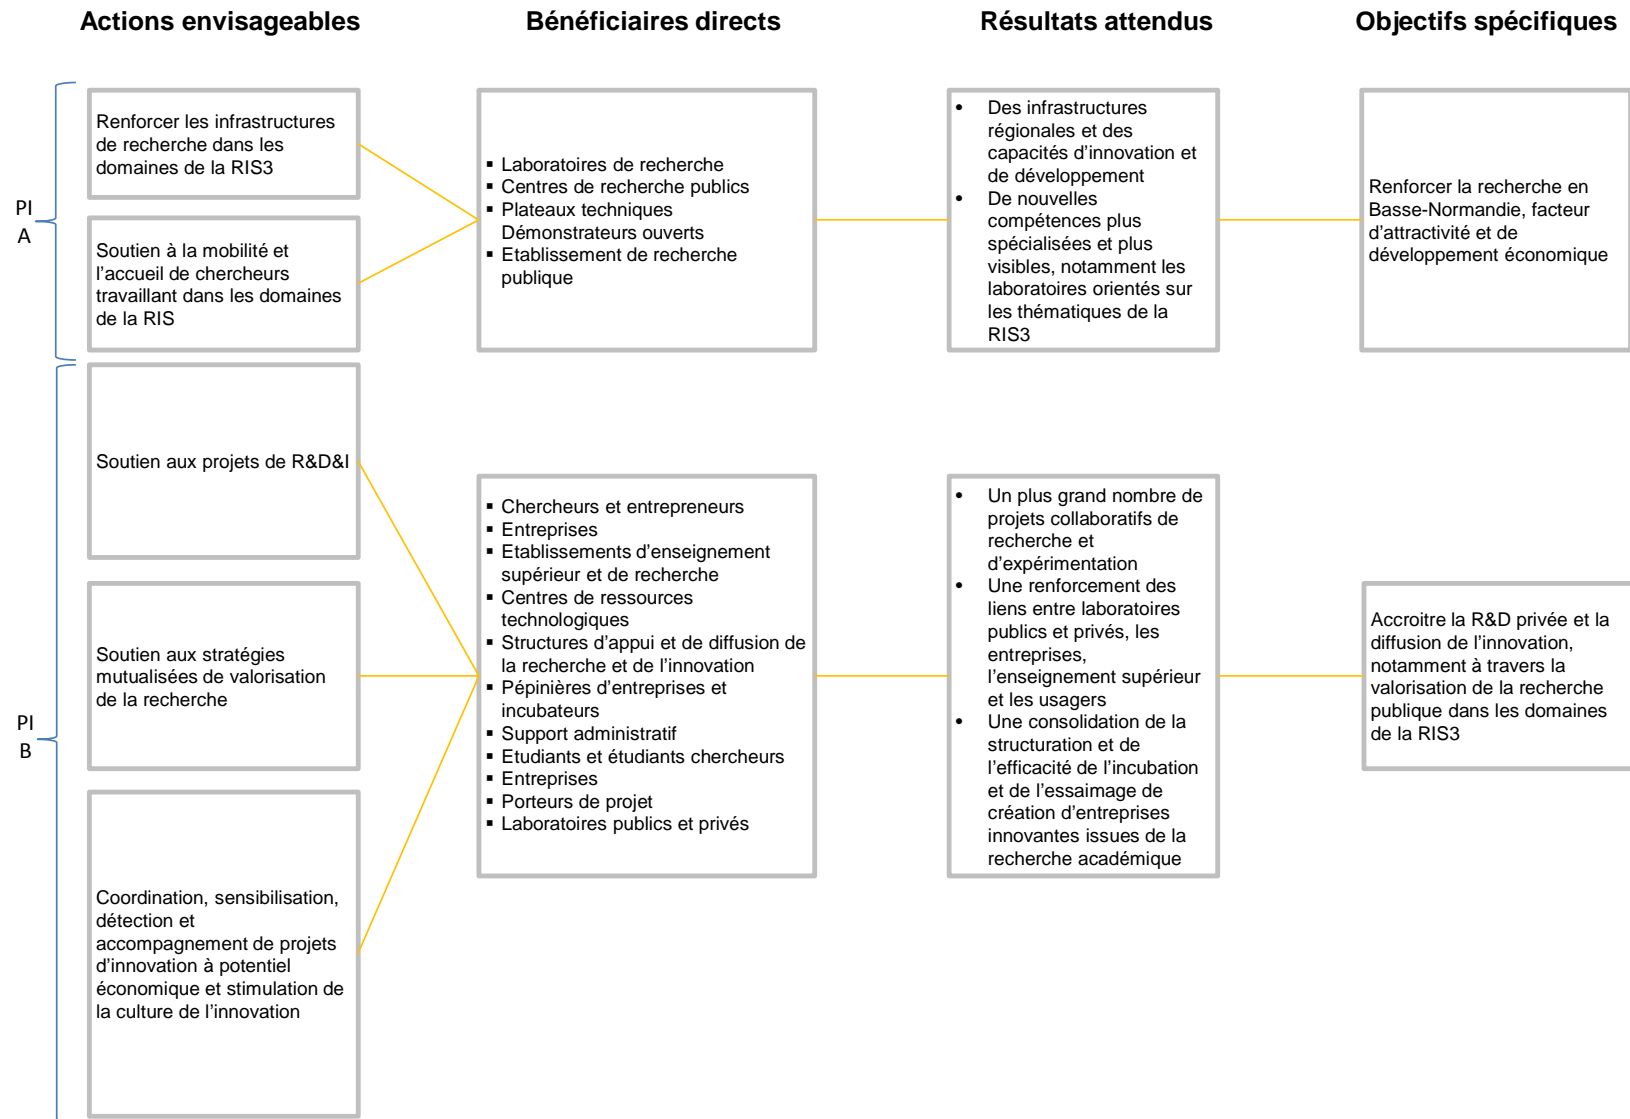 Actions envisageables
Bénéficiaires directs
Résultats attendus
Objectifs spécifiques
PI
A
Renforcer les infrastructures
de recherche dans les
domaines de la RIS3
Soutien à la mobilité et
l’accueil de chercheurs
travaillant dans les domaines
de la RIS
▪ Laboratoires de recherche
▪ Centres de recherche publics
▪ Plateaux techniques
Démonstrateurs ouverts
▪ Etablissement de recherche
publique
• Des infrastructures
régionales et des
capacités d’innovation et
de développement
• De nouvelles
compétences plus
spécialisées et plus
visibles, notamment les
laboratoires orientés sur
les thématiques de la
RIS3
Renforcer la recherche en
Basse-Normandie, facteur
d’attractivité et de
développement économique
PI
B
Soutien aux projets de R&D&I
Soutien aux stratégies
mutualisées de valorisation
de la recherche
Coordination, sensibilisation,
détection et
accompagnement de projets
d’innovation à potentiel
économique et stimulation de
la culture de l’innovation
▪ Chercheurs et entrepreneurs
▪ Entreprises
▪ Etablissements d’enseignement
supérieur et de recherche
▪ Centres de ressources
technologiques
▪ Structures d’appui et de diffusion de
la recherche et de l’innovation
▪ Pépinières d’entreprises et
incubateurs
▪ Support administratif
▪ Etudiants et étudiants chercheurs
▪ Entreprises
▪ Porteurs de projet
▪ Laboratoires publics et privés
• Un plus grand nombre de
projets collaboratifs de
recherche et
d’expérimentation
• Une renforcement des
liens entre laboratoires
publics et privés, les
entreprises,
l’enseignement supérieur
et les usagers
• Une consolidation de la
structuration et de
l’efficacité de l’incubation
et de l’essaimage de
création d’entreprises
innovantes issues de la
recherche académique
Accroitre la R&D privée et la
diffusion de l’innovation,
notamment à travers la
valorisation de la recherche
publique dans les domaines
de la RIS3